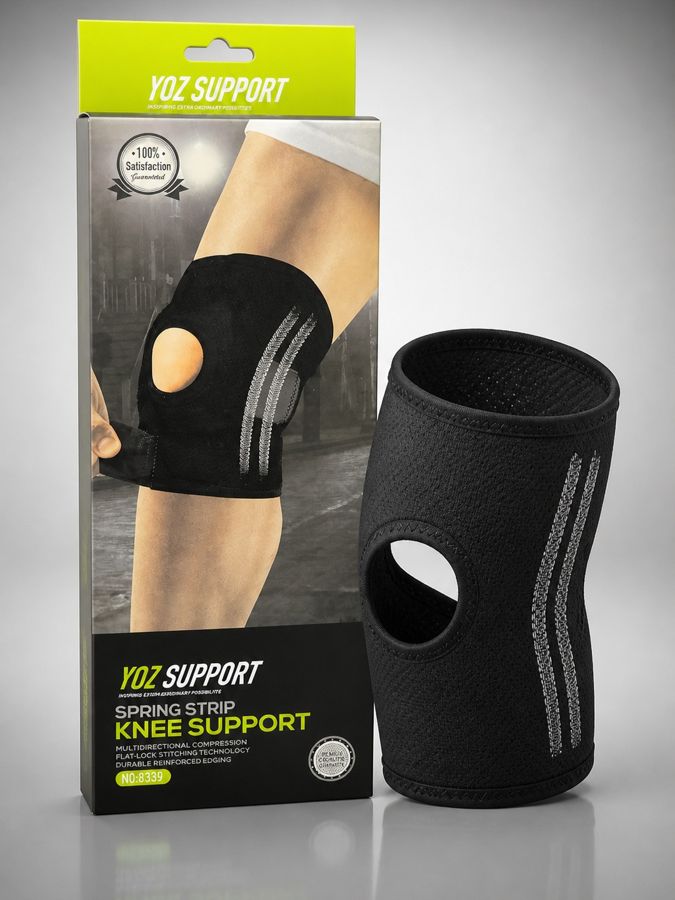 YOZ SUPPORT
100%
Satisfaction
Guaranteed
YOZ SUPPORT
SPRING STRIP
KNEE SUPPORT
MULTIDIRECTIONAL COMPRESSION
FLAT-LOCK STITCHING TECHNOLOGY
DURABLE REINFORCED EDGING
NO:8339